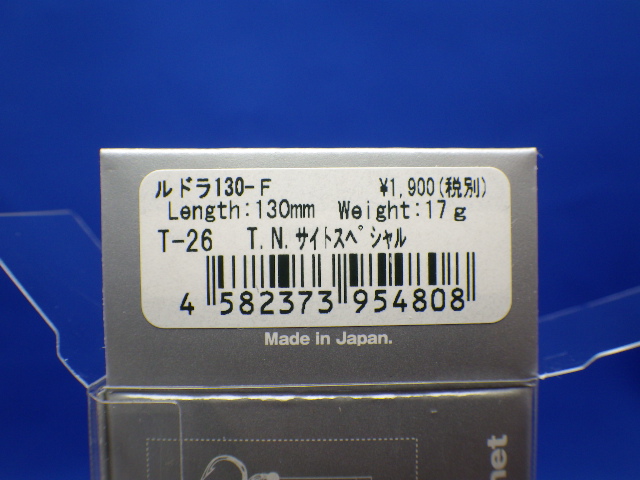 ルドラ130-F ¥1,900(税別)
Length:130mm Weight:17g
T-26 T.N.サイトスペシャル
4 582373 954808
Made in Japan.